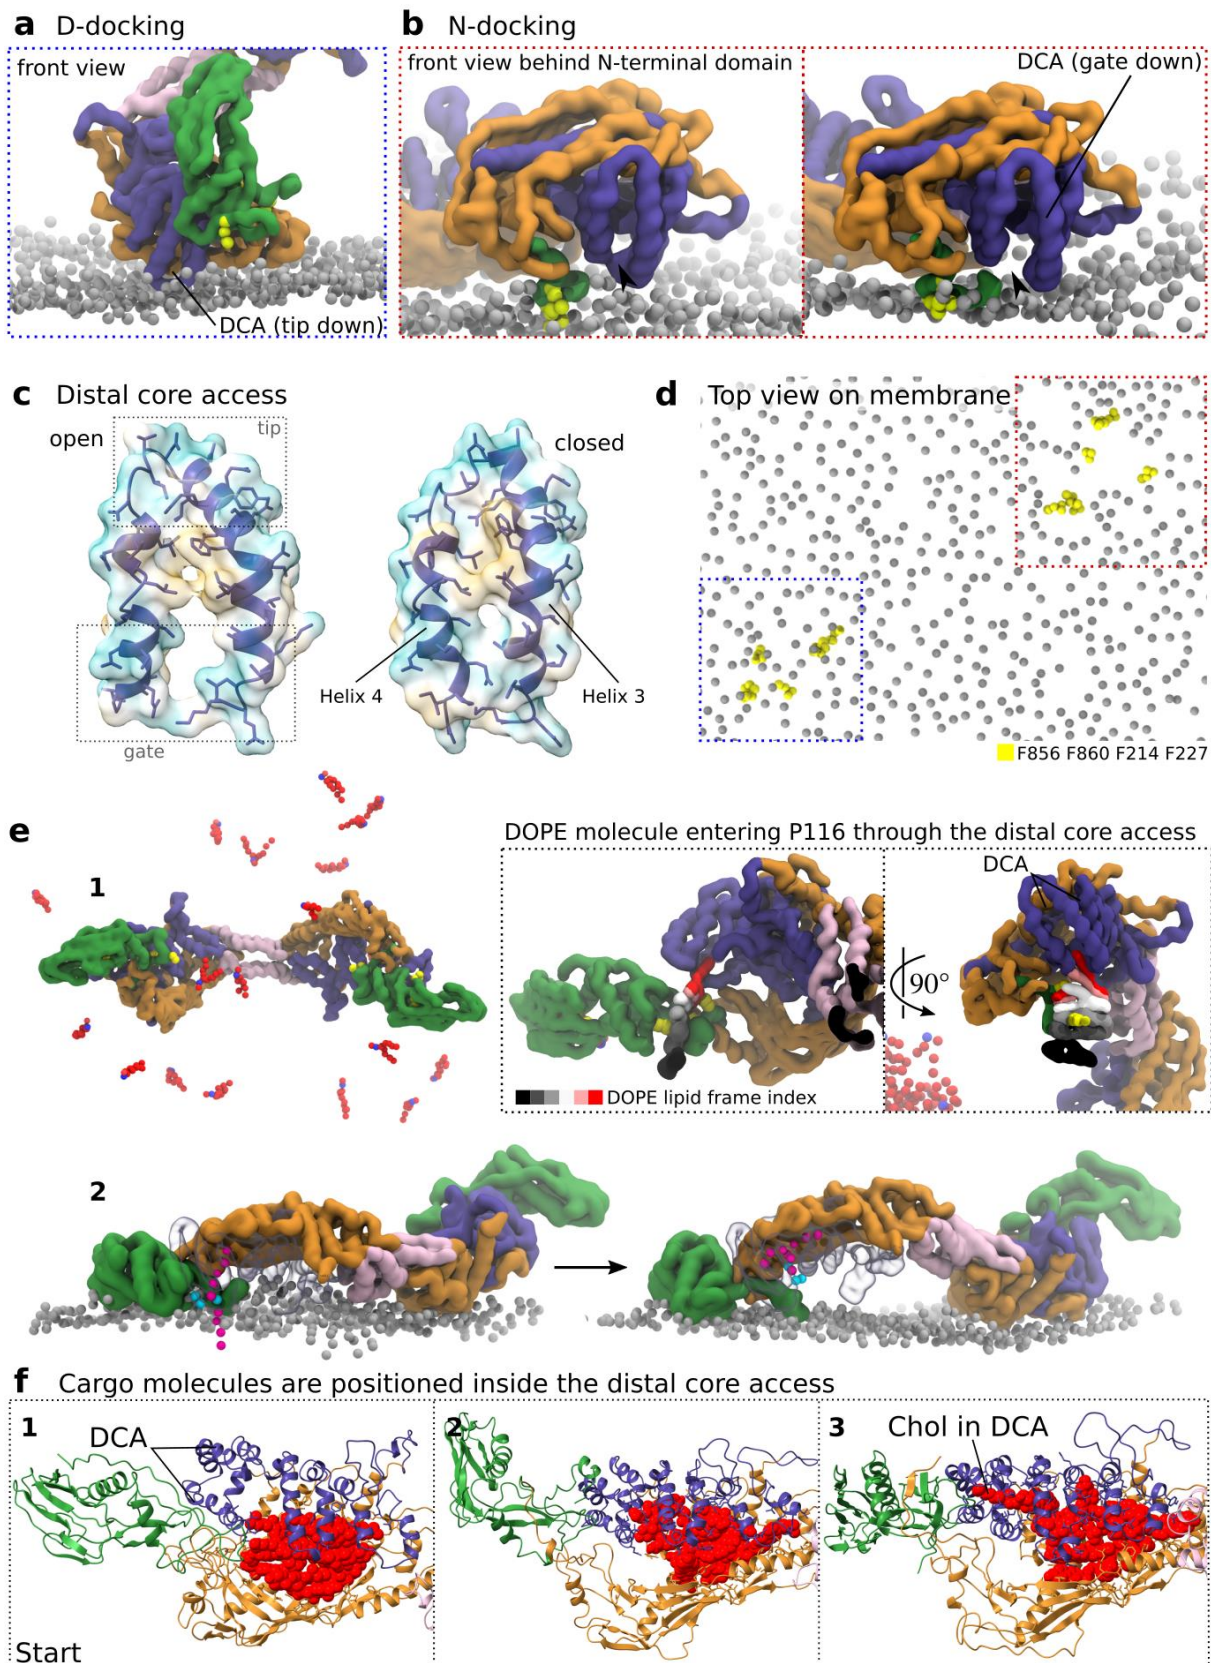 a D-docking
front view
DCA (tip down)
b N-docking
front view behind N-terminal domain
DCA (gate down)
c Distal core access
open
tip
closed
Helix 4
Helix 3
gate
d Top view on membrane
F856 F860 F214 F227
e
1
DOPE molecule entering P116 through the distal core access
DCA
90°
DOPE lipid frame index
2
f Cargo molecules are positioned inside the distal core access
1
DCA
Start
2
3
Chol in DCA